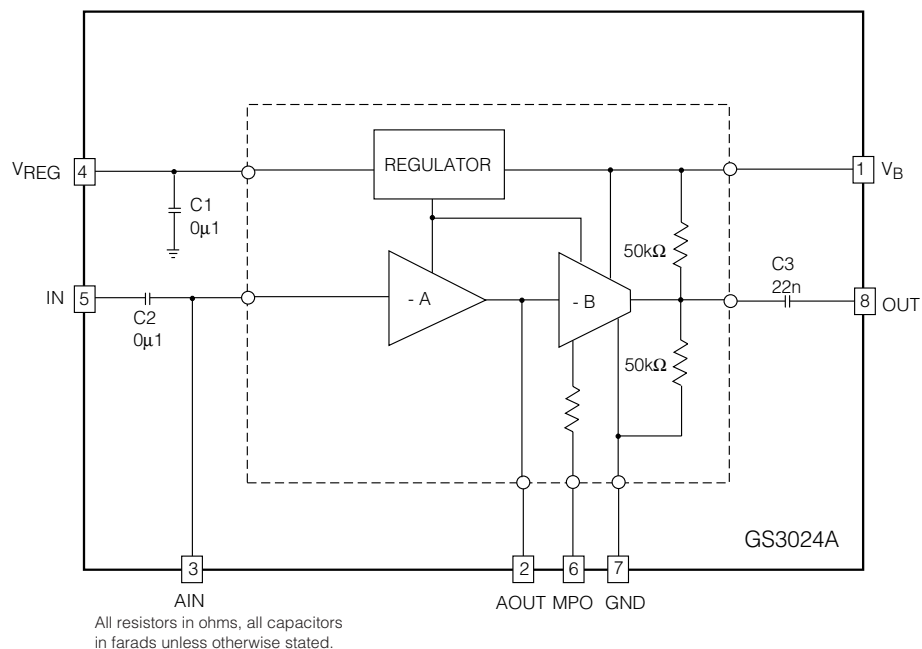 VREG
4
REGULATOR
1
VB
C1
0µ1
50kΩ
C3
22n
IN
5
- A
- B
8
OUT
C2
0µ1
50kΩ
GS3024A
3
2
6
7
AIN
AOUT
MPO
GND
All resistors in ohms, all capacitors
in farads unless otherwise stated.